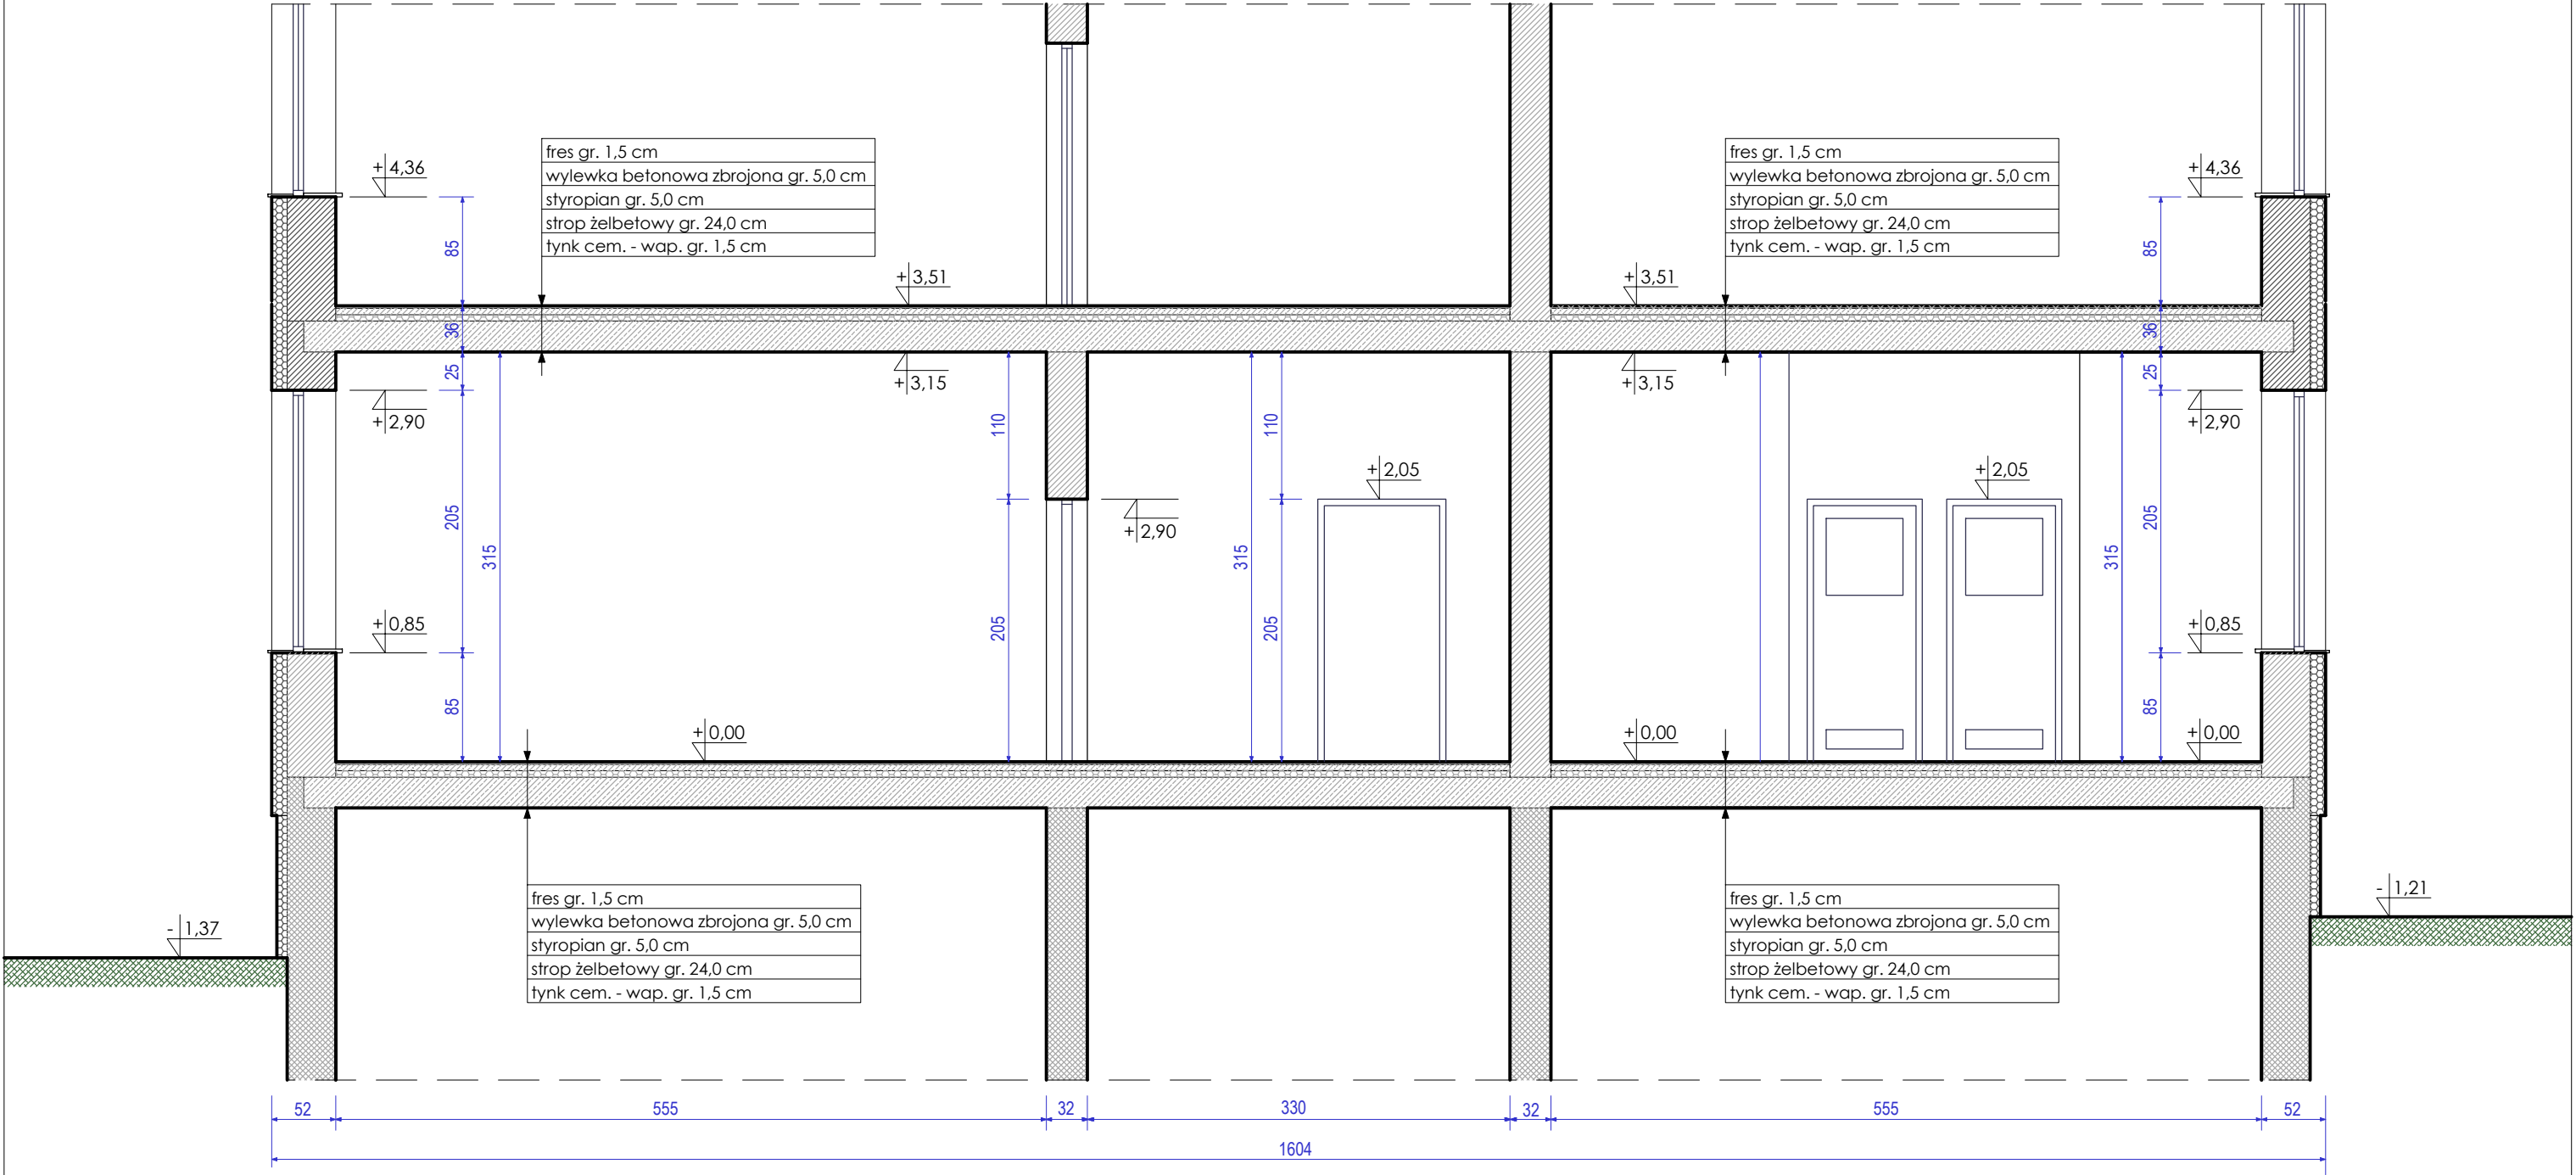 fres gr. 1,5 cm
wylewka betonowa zbrojona gr. 5,0 cm
styropian gr. 5,0 cm
strop żelbetowy gr. 24,0 cm
tynk cem. - wap. gr. 1,5 cm
fres gr. 1,5 cm
wylewka betonowa zbrojona gr. 5,0 cm
styropian gr. 5,0 cm
strop żelbetowy gr. 24,0 cm
tynk cem. - wap. gr. 1,5 cm
+4,36
+4,36
85
85
+3,51
+3,51
36
36
25
25
+3,15
+3,15
+2,90
+2,90
110
110
+2,05
+2,05
205
205
+2,90
315
315
315
+0,85
+0,85
205
205
85
85
+0,00
+0,00
+0,00
fres gr. 1,5 cm
wylewka betonowa zbrojona gr. 5,0 cm
styropian gr. 5,0 cm
strop żelbetowy gr. 24,0 cm
tynk cem. - wap. gr. 1,5 cm
fres gr. 1,5 cm
wylewka betonowa zbrojona gr. 5,0 cm
styropian gr. 5,0 cm
strop żelbetowy gr. 24,0 cm
tynk cem. - wap. gr. 1,5 cm
-1,37
-1,21
52
555
32
330
32
555
52
1604